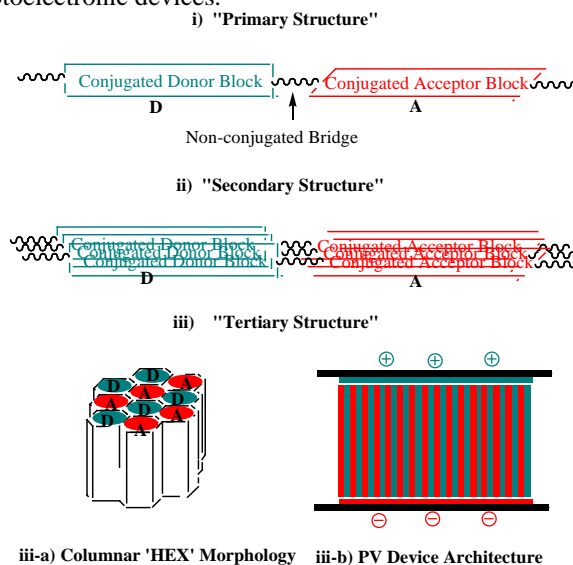 i) "Primary Structure"
Conjugated Donor Block
Conjugated Acceptor Block
D
A
Non-conjugated Bridge
ii) "Secondary Structure"
Conjugated Donor Block
Conjugated Acceptor Block
Conjugated Donor Block
Conjugated Acceptor Block
Conjugated Donor Block
Conjugated Acceptor Block
D
A
iii) "Tertiary Structure"
D
D A
A D
A D
D A
A
+ + +
− − −
iii-a) Columnar 'HEX' Morphology iii-b) PV Device Architecture